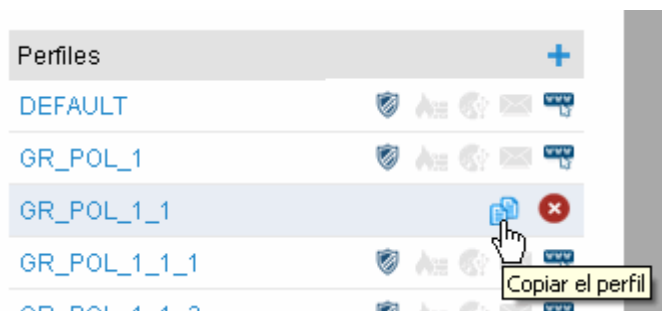 Perfiles
DEFAULT
GR_POL_1
GR_POL_1_1
GR_POL_1_1_1
Copiar el perfil